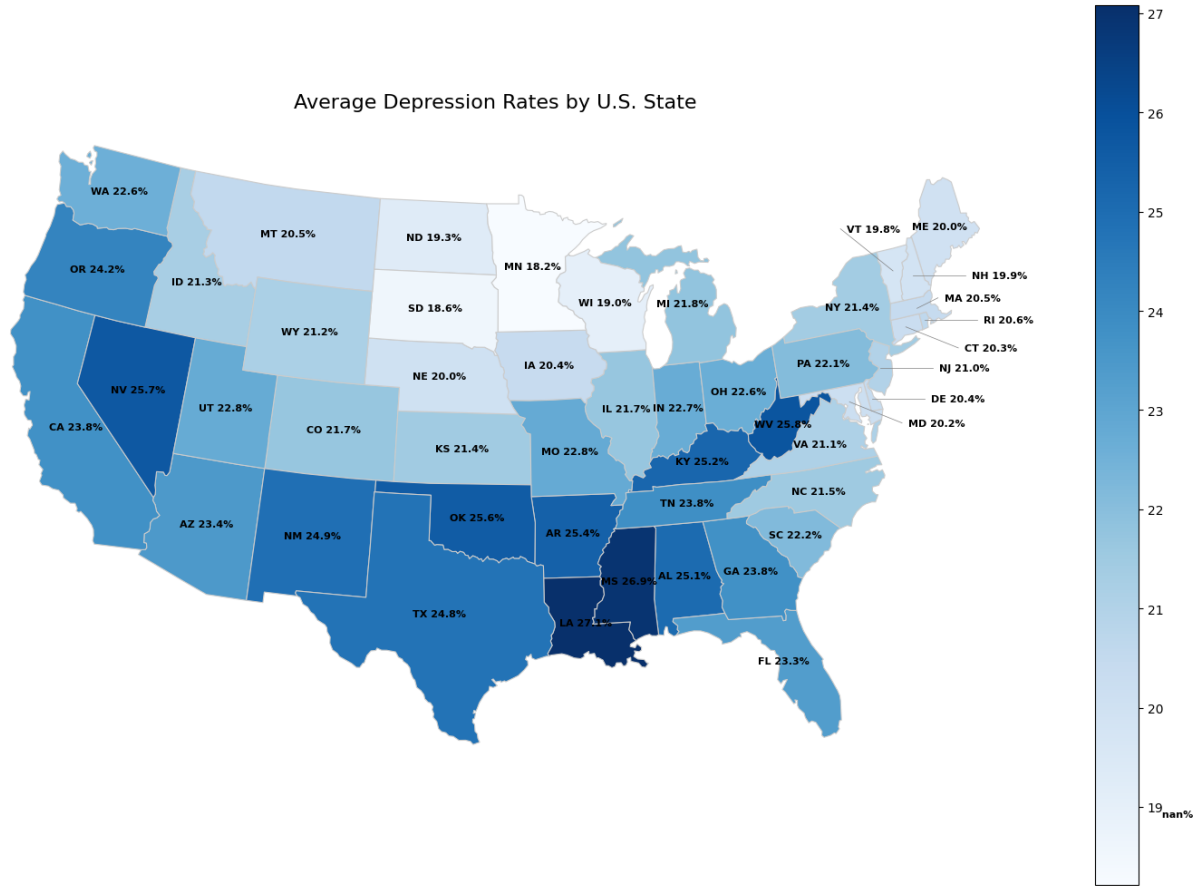 27
Average Depression Rates by U.S. State
26
WA 22.6%
25
VT 19.8%
ME 20.0%
MT 20.5%
ND 19.3%
MN 18.2%
OR 24.2%
NH 19.9%
ID 21.3%
MA 20.5%
WI 19.0%
MI 21.8%
NY 21.4%
SD 18.6%
24
RI 20.6%
WY 21.2%
CT 20.3%
PA 22.1%
IA 20.4%
NJ 21.0%
NE 20.0%
NV 25.7%
OH 22.6%
DE 20.4%
UT 22.8%
IL 21.7%
IN 22.7%
23
MD 20.2%
WV 25.8%
CA 23.8%
CO 21.7%
VA 21.1%
KS 21.4%
MO 22.8%
KY 25.2%
NC 21.5%
TN 23.8%
22
OK 25.6%
AZ 23.4%
AR 25.4%
SC 22.2%
NM 24.9%
GA 23.8%
AL 25.1%
MS 26.9%
21
TX 24.8%
LA 27.1%
FL 23.3%
20
19
nan%